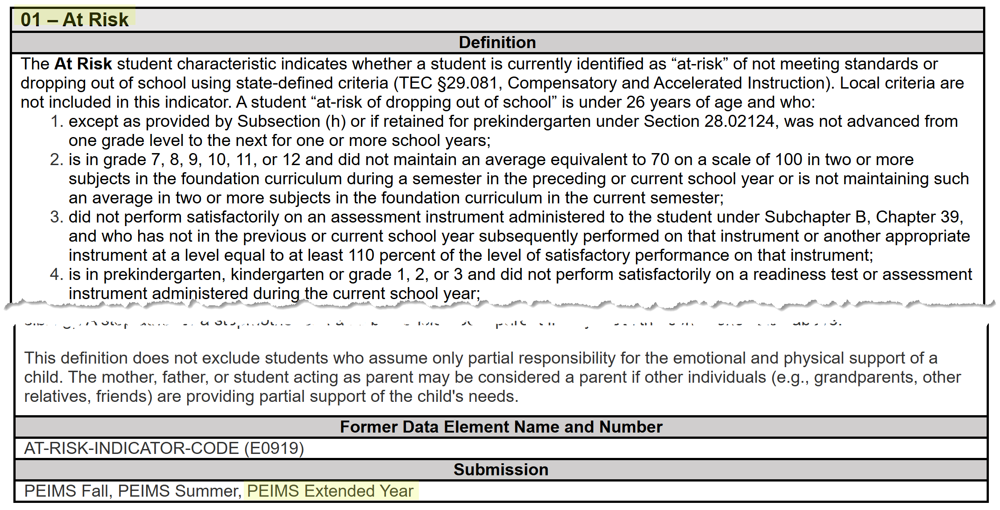 01 – At Risk
Definition
The At Risk student characteristic indicates whether a student is currently identified as “at-risk” of not meeting standards or
dropping out of school using state-defined criteria (TEC §29.081, Compensatory and Accelerated Instruction). Local criteria are
not included in this indicator. A student “at-risk of dropping out of school” is under 26 years of age and who:
1. except as provided by Subsection (h) or if retained for prekindergarten under Section 28.02124, was not advanced from
one grade level to the next for one or more school years;
2. is in grade 7, 8, 9, 10, 11, or 12 and did not maintain an average equivalent to 70 on a scale of 100 in two or more
subjects in the foundation curriculum during a semester in the preceding or current school year or is not maintaining such
an average in two or more subjects in the foundation curriculum in the current semester;
3. did not perform satisfactorily on an assessment instrument administered to the student under Subchapter B, Chapter 39,
and who has not in the previous or current school year subsequently performed on that instrument or another appropriate
instrument at a level equal to at least 110 percent of the level of satisfactory performance on that instrument;
4. is in prekindergarten, kindergarten or grade 1, 2, or 3 and did not perform satisfactorily on a readiness test or assessment
instrument administered during the current school year;
This definition does not exclude students who assume only partial responsibility for the emotional and physical support of a
child. The mother, father, or student acting as parent may be considered a parent if other individuals (e.g., grandparents, other
relatives, friends) are providing partial support of the child's needs.
Former Data Element Name and Number
AT-RISK-INDICATOR-CODE (E0919)
Submission
PEIMS Fall, PEIMS Summer, PEIMS Extended Year